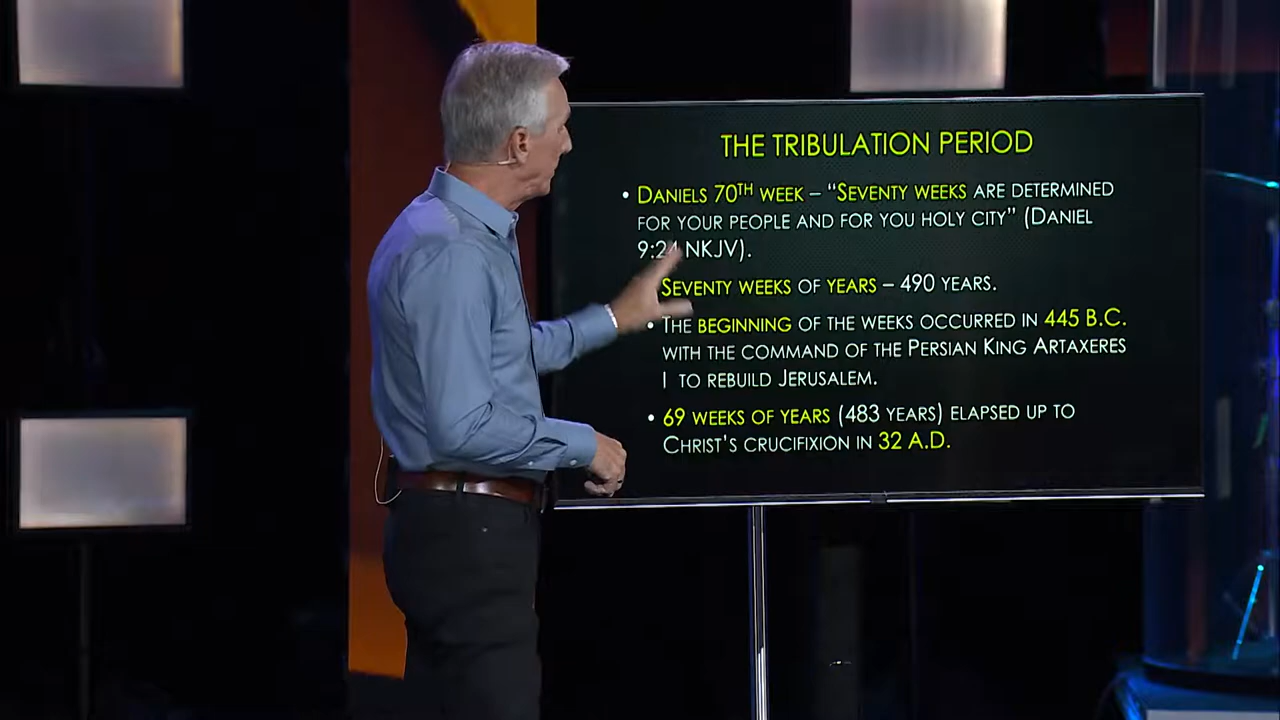 THE TRIBULATION PERIOD
• DANIELS 70TH WEEK – “SEVENTY WEEKS ARE DETERMINED
FOR YOUR PEOPLE AND FOR YOU HOLY CITY” (DANIEL
9:24 NKJV).
SEVENTY WEEKS OF YEARS – 490 YEARS.
• THE BEGINNING OF THE WEEKS OCCURRED IN 445 B.C.
WITH THE COMMAND OF THE PERSIAN KING ARTAXERES
I TO REBUILD JERUSALEM.
• 69 WEEKS OF YEARS (483 YEARS) ELAPSED UP TO
CHRIST’S CRUCIFIXION IN 32 A.D.